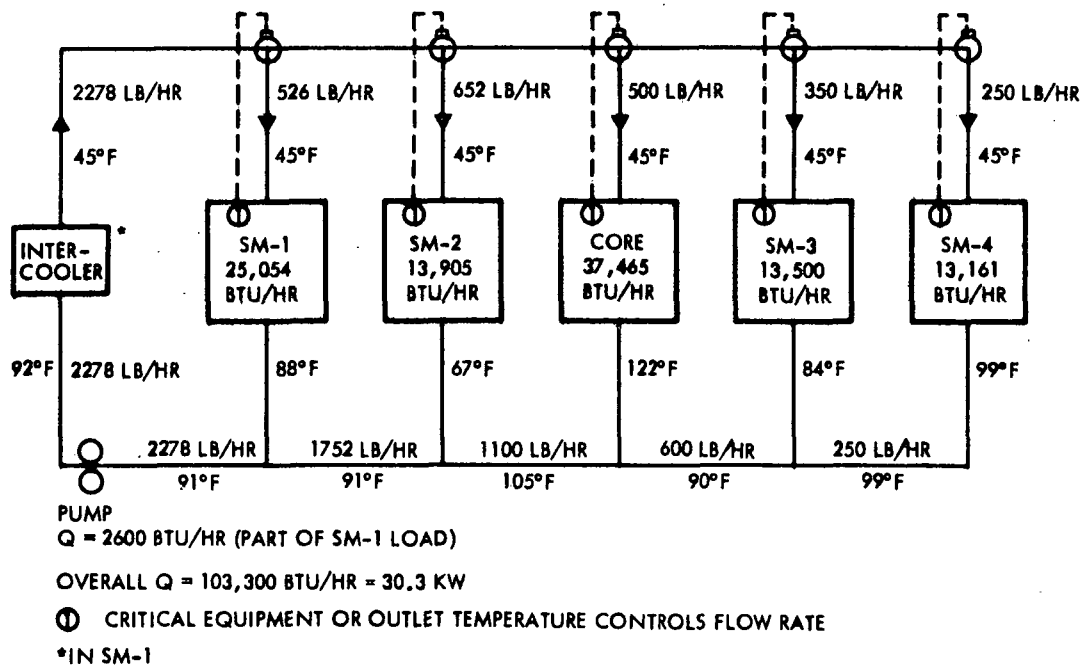 2278 LB/HR
526 LB/HR
652 LB/HR
500 LB/HR
350 LB/HR
250 LB/HR
45°F
45°F
45°F
45°F
45°F
45°F
INTER-
COOLER
*
SM-1
25,054
BTU/HR
SM-2
13,905
BTU/HR
CORE
37,465
BTU/HR
SM-3
13,500
BTU/HR
SM-4
13,161
BTU/HR
92°F
2278 LB/HR
88°F
67°F
122°F
84°F
99°F
2278 LB/HR
1752 LB/HR
1100 LB/HR
600 LB/HR
250 LB/HR
91°F
91°F
105°F
90°F
99°F
PUMP
Q = 2600 BTU/HR (PART OF SM-1 LOAD)
OVERALL Q = 103,300 BTU/HR = 30.3 KW
CRITICAL EQUIPMENT OR OUTLET TEMPERATURE CONTROLS FLOW RATE
*IN SM-1